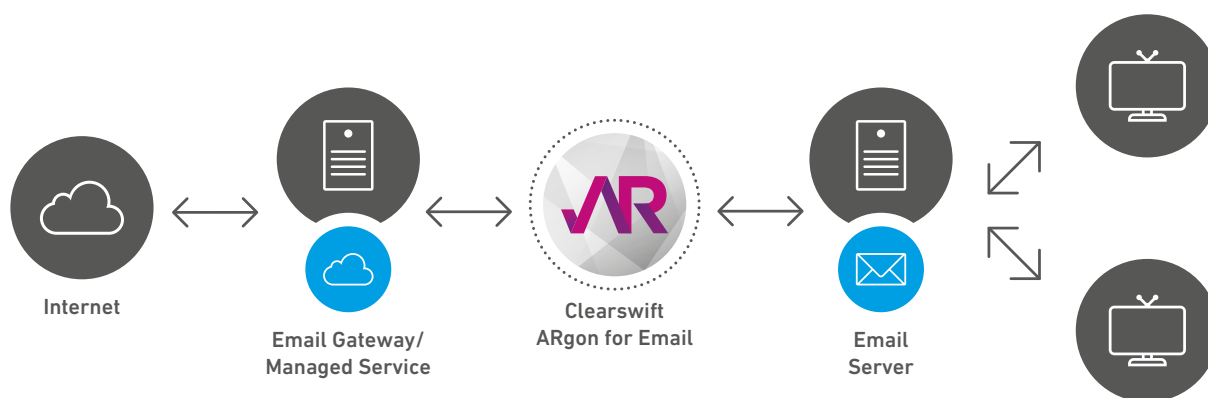 AR
Internet
Email Gateway/
Managed Service
Clearswift
ARgon for Email
Email
Server